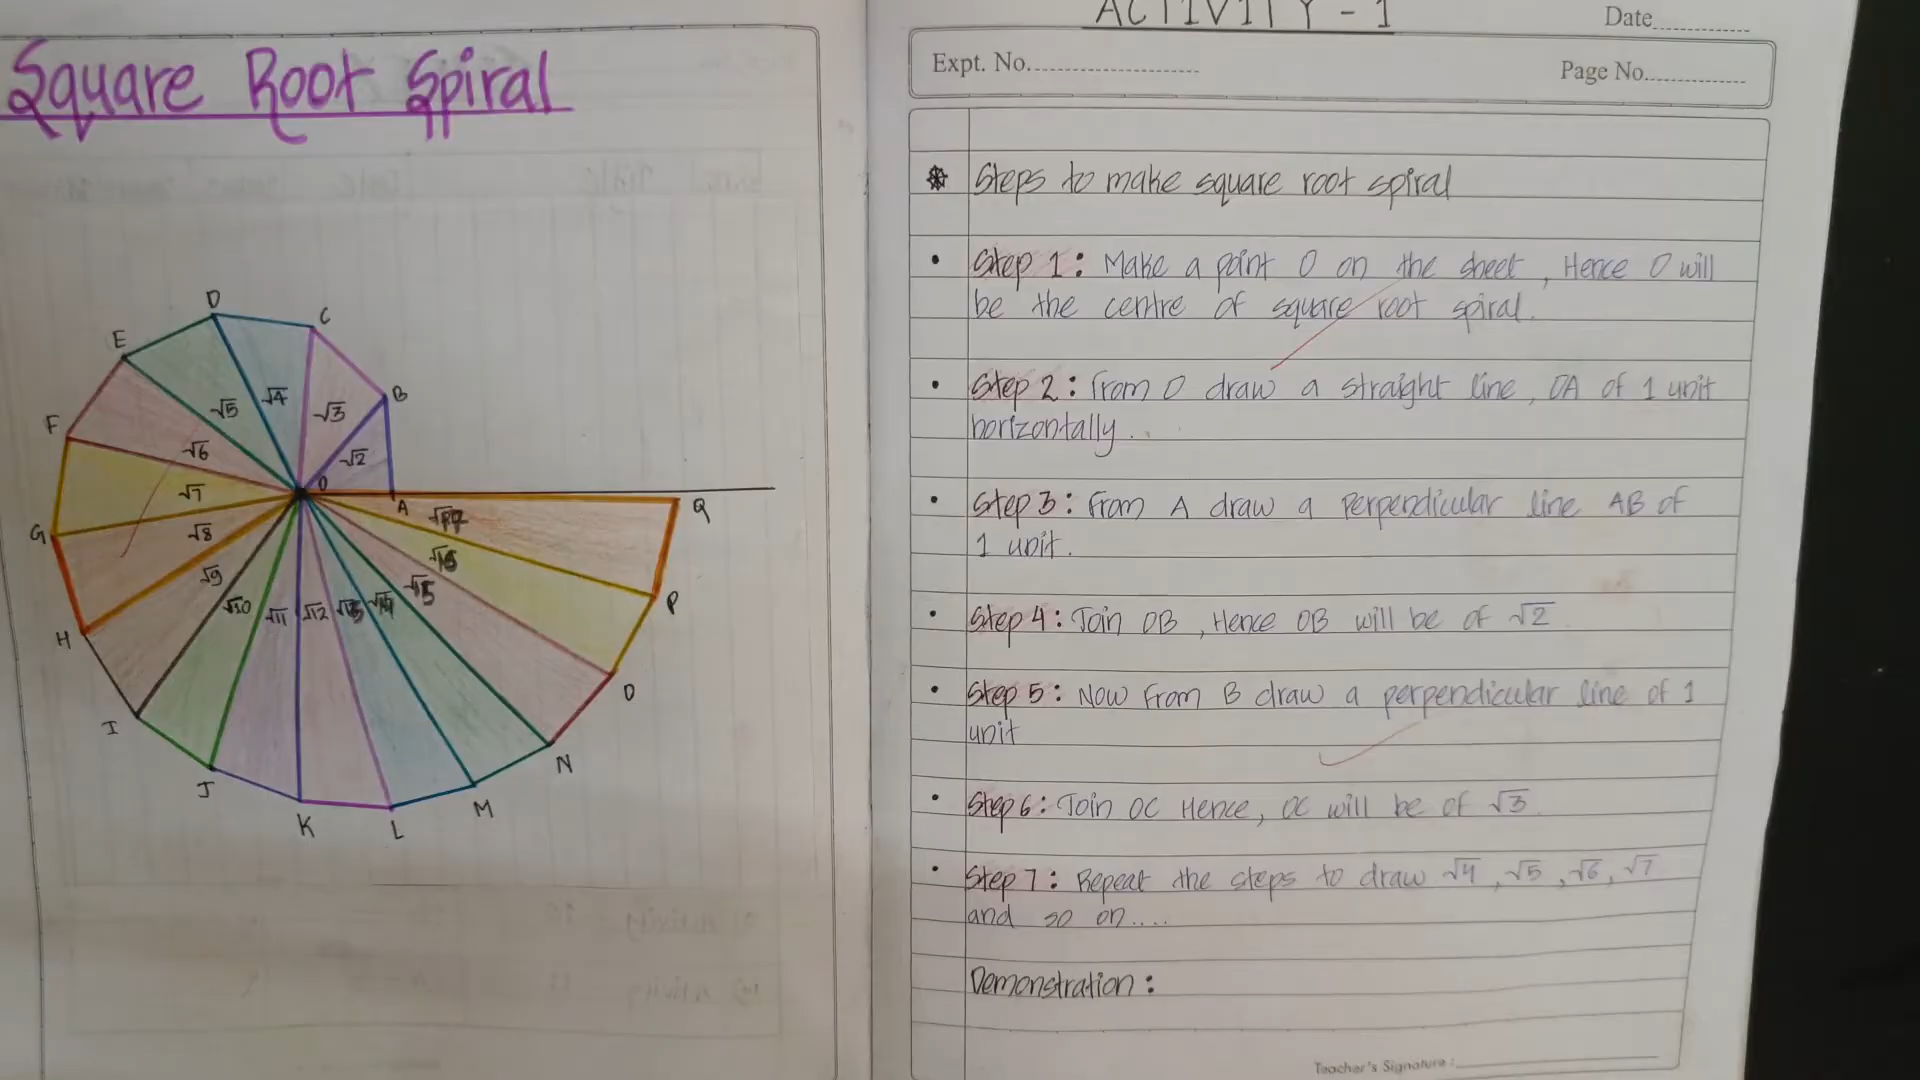 Square Root Spiral
D
C
E
B
√4
√5
√3
F
√6
√2
√7
O
A
Q
G
√8
√17
√16
√9
√15
√10
√11
√12
√13
√14
P
H
O
I
N
J
M
K
L
ACTIVITY - 1
Date
Expt. No.
Page No.
Steps to make square root spiral
• Step 1: Make a point O on the sheet, Hence O will
be the centre of square root spiral.
• Step 2: From O draw a straight line, OA of 1 unit
horizontally..
• Step 3: From A draw a perpendicular line AB of
1 unit.
• Step 4: Join OB, Hence OB will be of √2
• Step 5: Now from B draw a perpendicular line of 1
unit
• Step 6: Join OC Hence, OC will be of √3
• Step 7: Repeat the steps to draw √4, √5, √6, √7
and so on....
Demonstration:
Teacher's Signature: